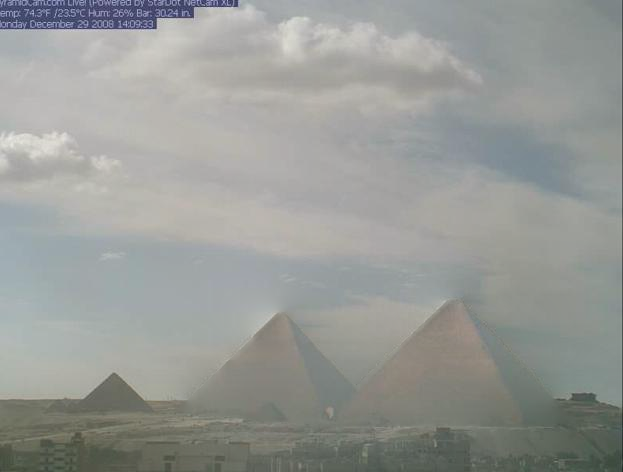 yramidCam.com Live! (Powered by StarDot NetCam XL)
emp: 74.3°F /23.5°C Hum: 26% Bar: 30.24 in.
onday December 29 2008 14:09:33